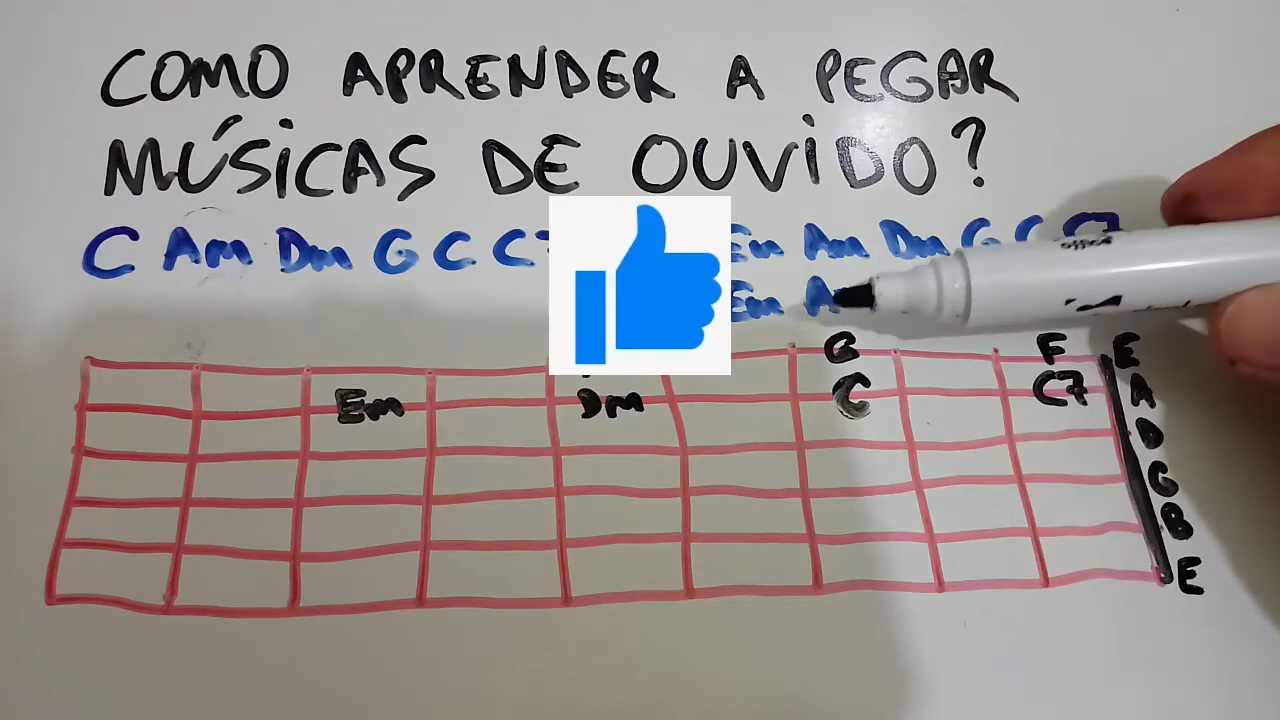 COMO APRENDER A PEGAR
MÚSICAS DE OUVIDO?
C Am Dm G C Em Am Dm G C C7
Em
G F E
Em Dm C C7 A
D
G
B
E